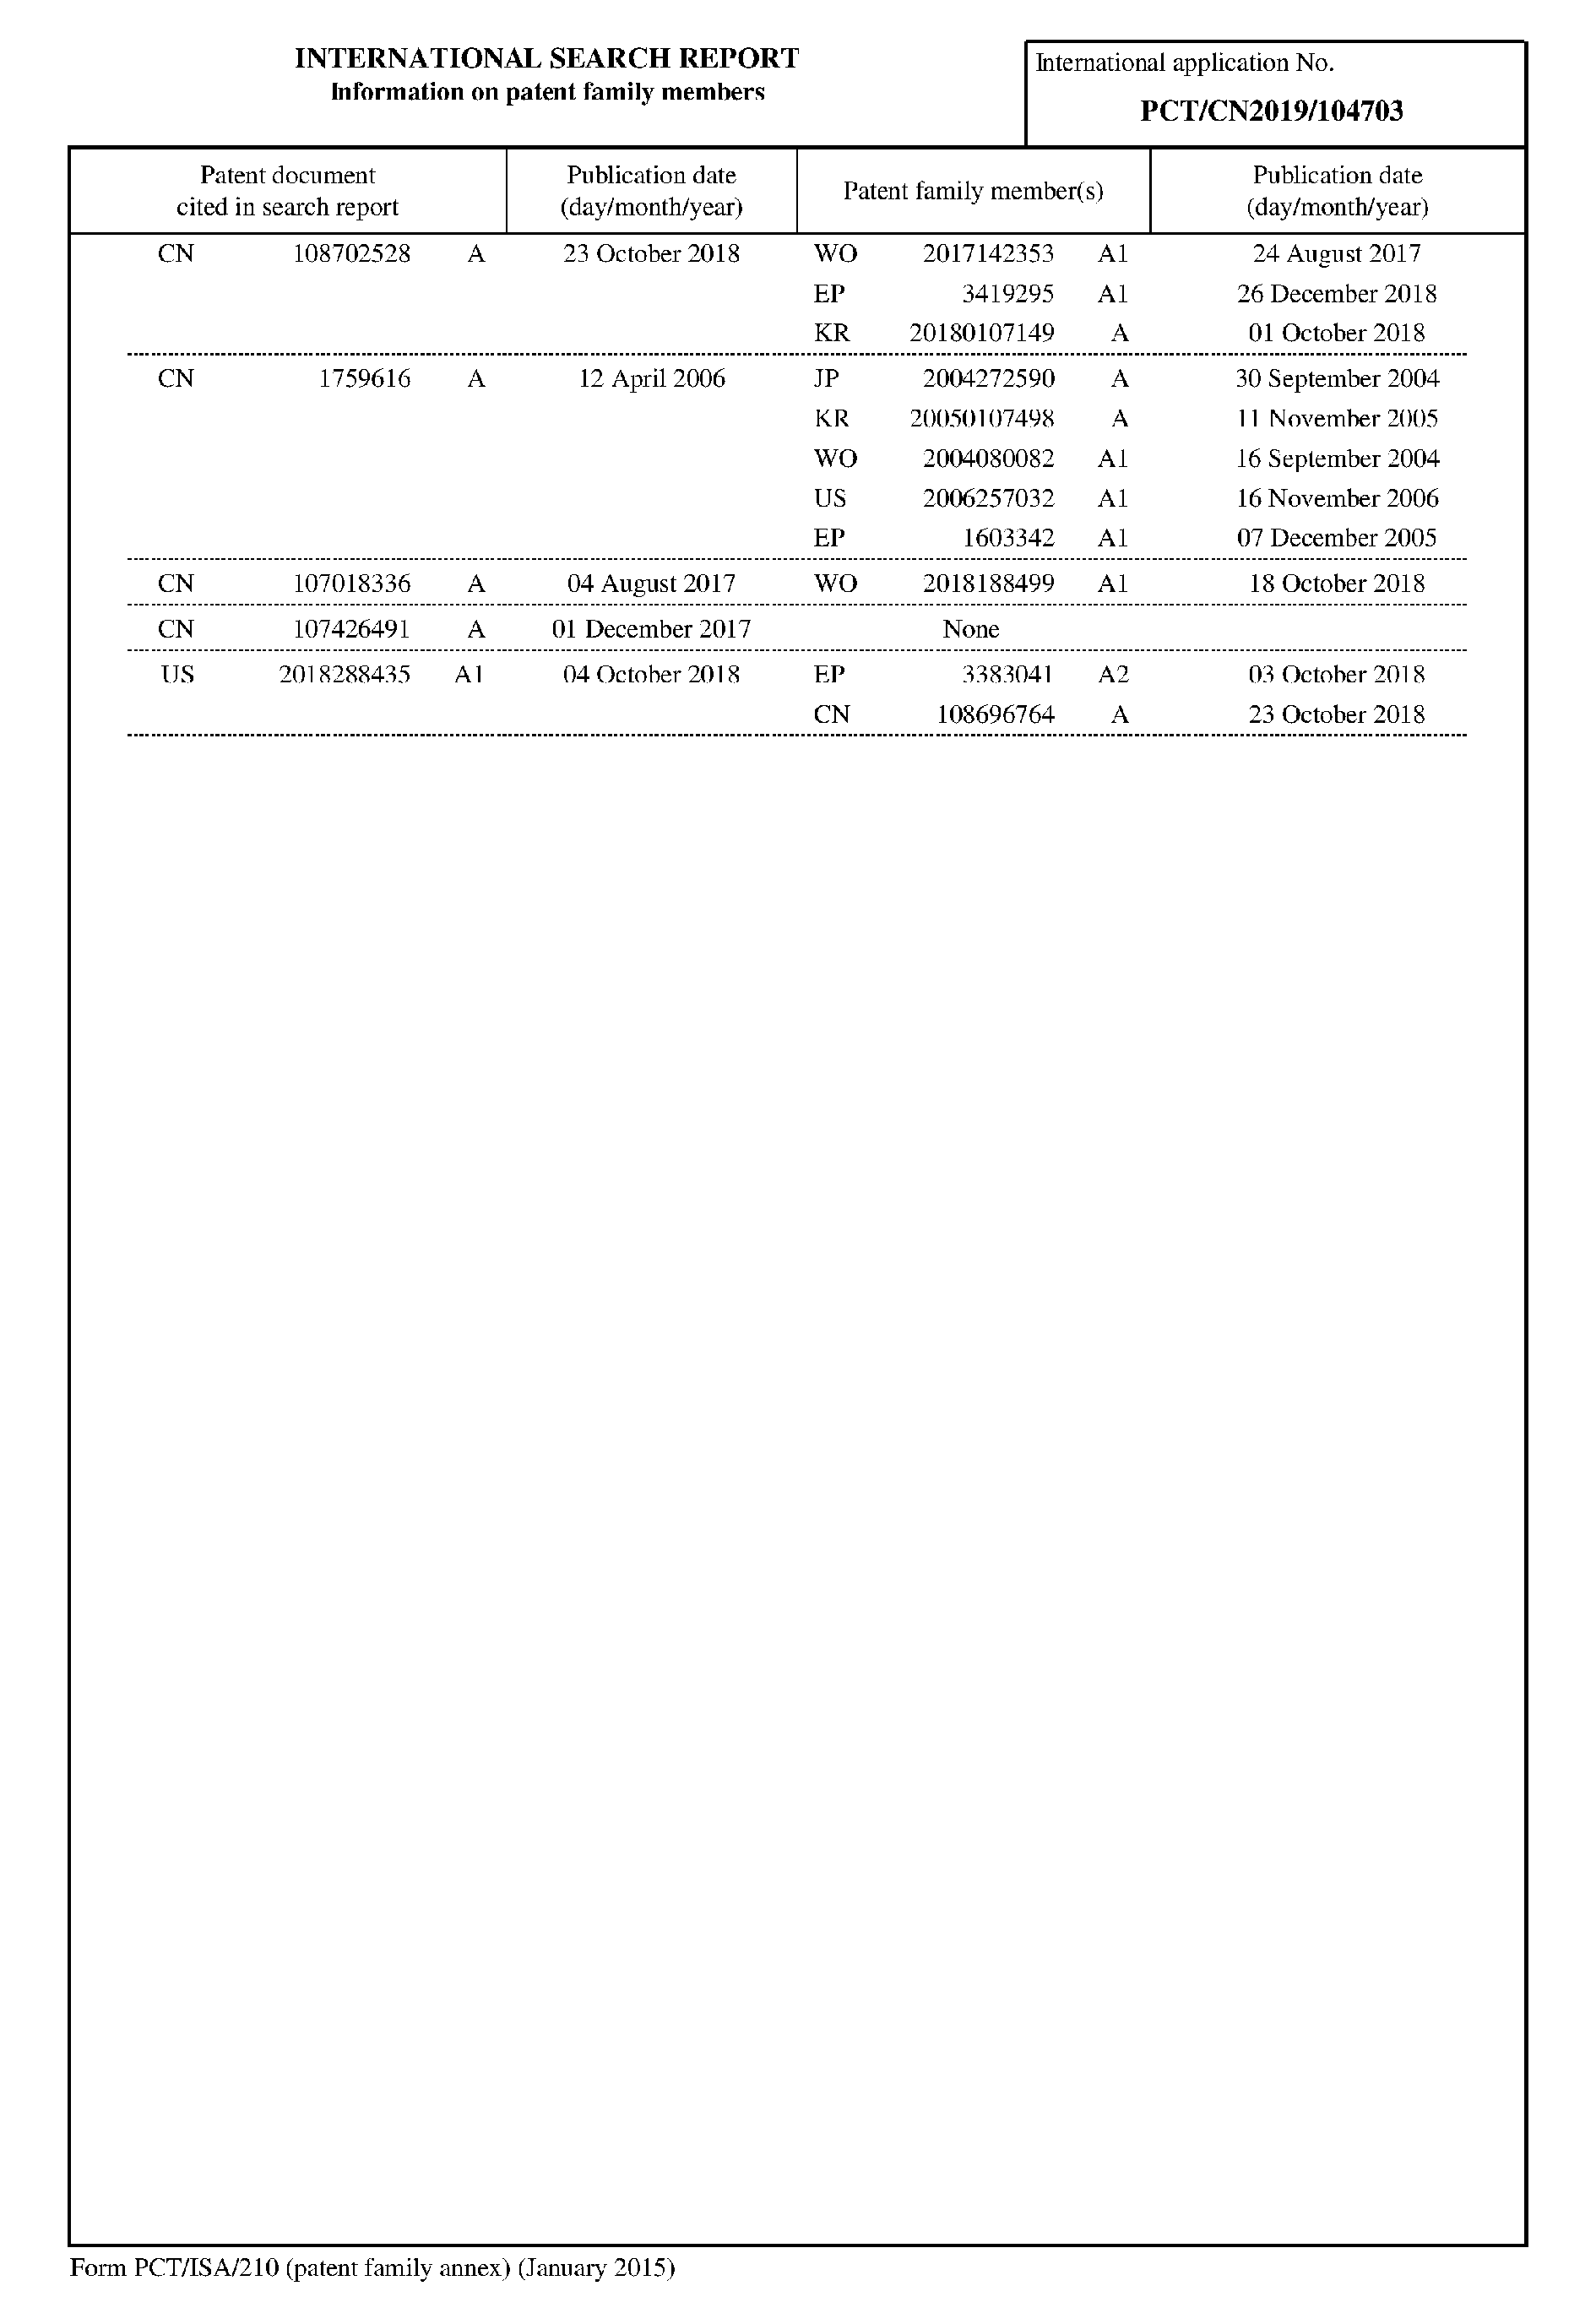 INTERNATIONAL SEARCH REPORT
Information on patent family members
International application No.
PCT/CN2019/104703
Patent document
cited in search report
Publication date
(day/month/year)
Patent family member(s)
Publication date
(day/month/year)
CN 108702528 A 23 October 2018 WO 2017142353 A1 24 August 2017
EP 3419295 A1 26 December 2018
KR 20180107149 A 01 October 2018
CN 1759616 A 12 April 2006 JP 2004272590 A 30 September 2004
KR 20050107498 A 11 November 2005
WO 2004080082 A1 16 September 2004
US 2006257032 A1 16 November 2006
EP 1603342 A1 07 December 2005
CN 107018336 A 04 August 2017 WO 2018188499 A1 18 October 2018
CN 107426491 A 01 December 2017 None
US 2018288435 A1 04 October 2018 EP 3383041 A2 03 October 2018
CN 108696764 A 23 October 2018
Form PCT/ISA/210 (patent family annex) (January 2015)